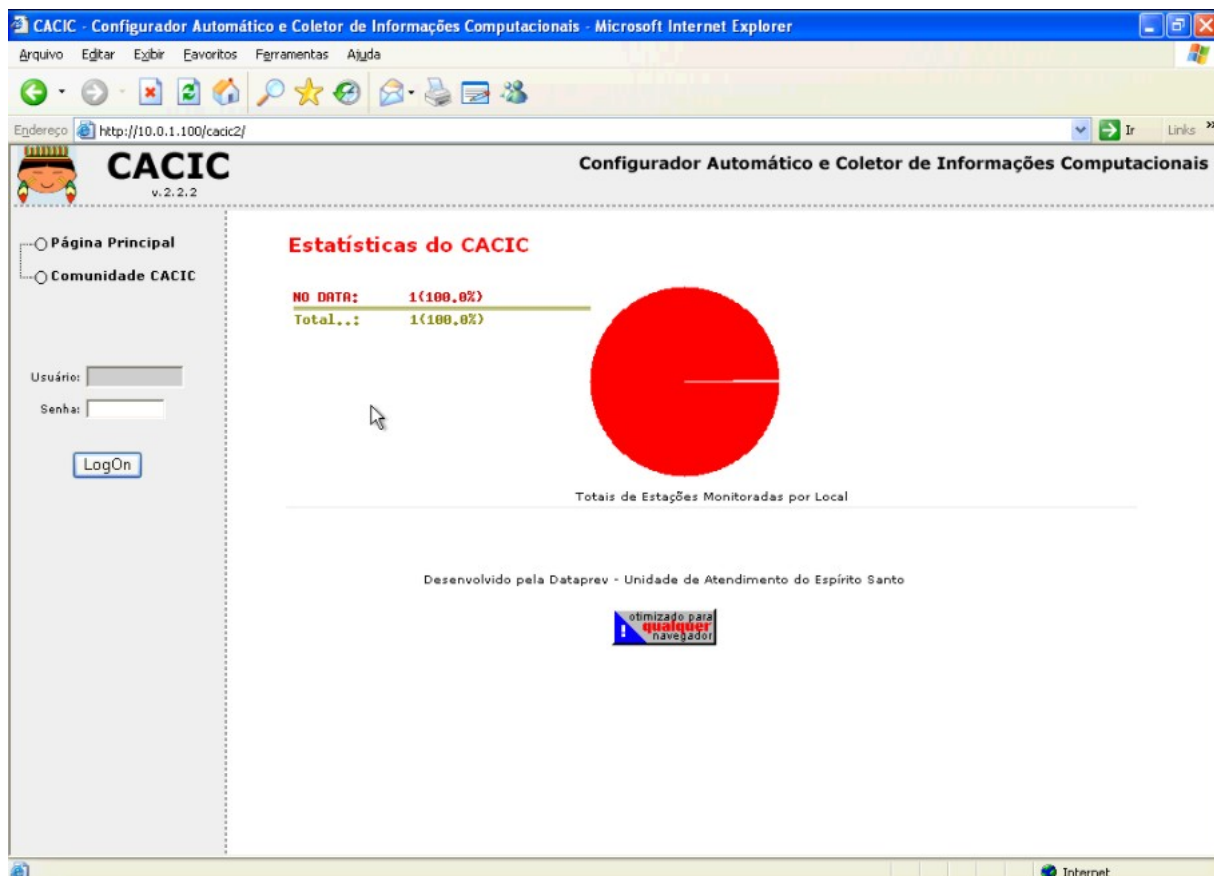 CACIC - Configurador Automático e Coletor de Informações Computacionais - Microsoft Internet Explorer
Arquivo Editar Exibir Favoritos Ferramentas Ajuda
Endereço http://10.0.1.100/cacic2/ Ir Links »
CACIC
v.2.2.2
Configurador Automático e Coletor de Informações Computacionais
Página Principal
Comunidade CACIC
Usuário:
Senha:
LogOn
Estatísticas do CACIC
NO DATA: 1(100.0%)
Total..: 1(100.0%)
Totais de Estações Monitoradas por Local
Desenvolvido pela Dataprev - Unidade de Atendimento do Espírito Santo
otimizado para
! qualquer
navegador
Internet